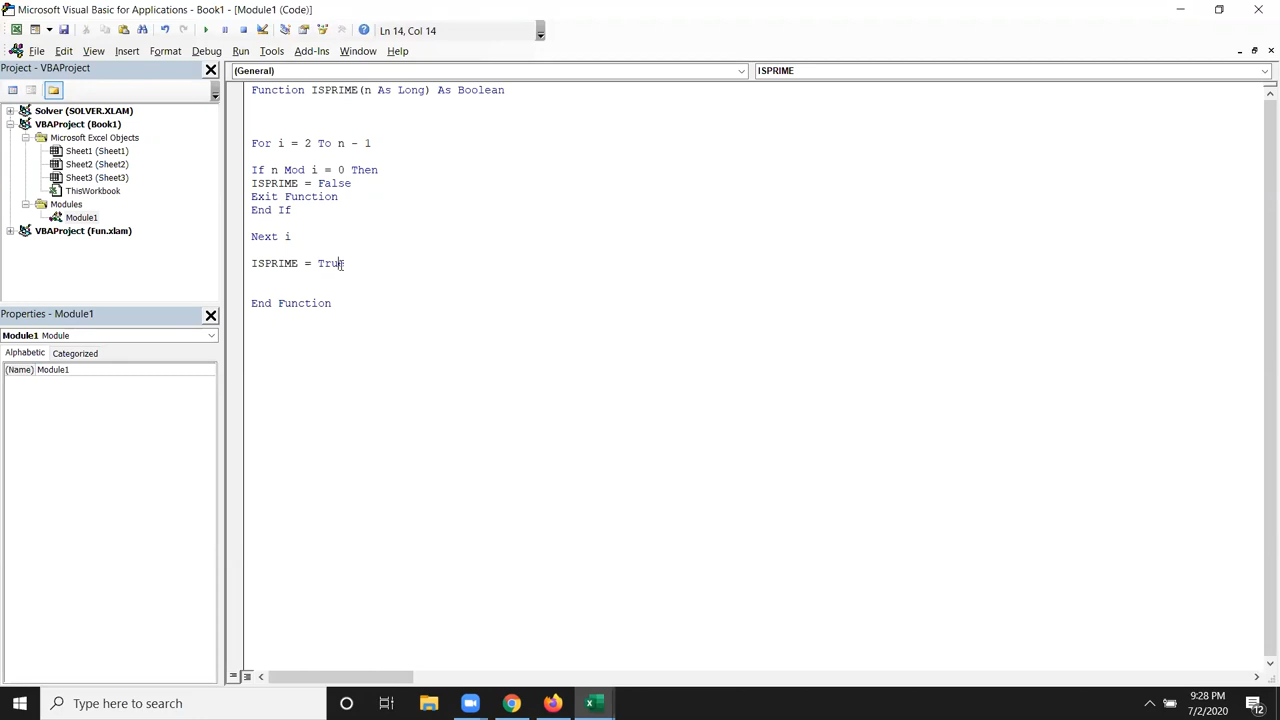 Microsoft Visual Basic for Applications - Book1 - [Module1 (Code)]
Ln 14, Col 14
File Edit View Insert Format Debug Run Tools Add-Ins Window Help
Project - VBAProject
(General)
ISPRIME
Solver (SOLVER.XLAM)
VBAProject (Book1)
Microsoft Excel Objects
Sheet1 (Sheet1)
Sheet2 (Sheet2)
Sheet3 (Sheet3)
ThisWorkbook
Modules
Module1
VBAProject (Fun.xlam)
Properties - Module1
Module1 Module
Alphabetic Categorized
(Name) Module1
Function ISPRIME(n As Long) As Boolean
For i = 2 To n - 1
If n Mod i = 0 Then
ISPRIME = False
Exit Function
End If
Next i
ISPRIME = True
End Function
Type here to search
9:28 PM
7/2/2020
12